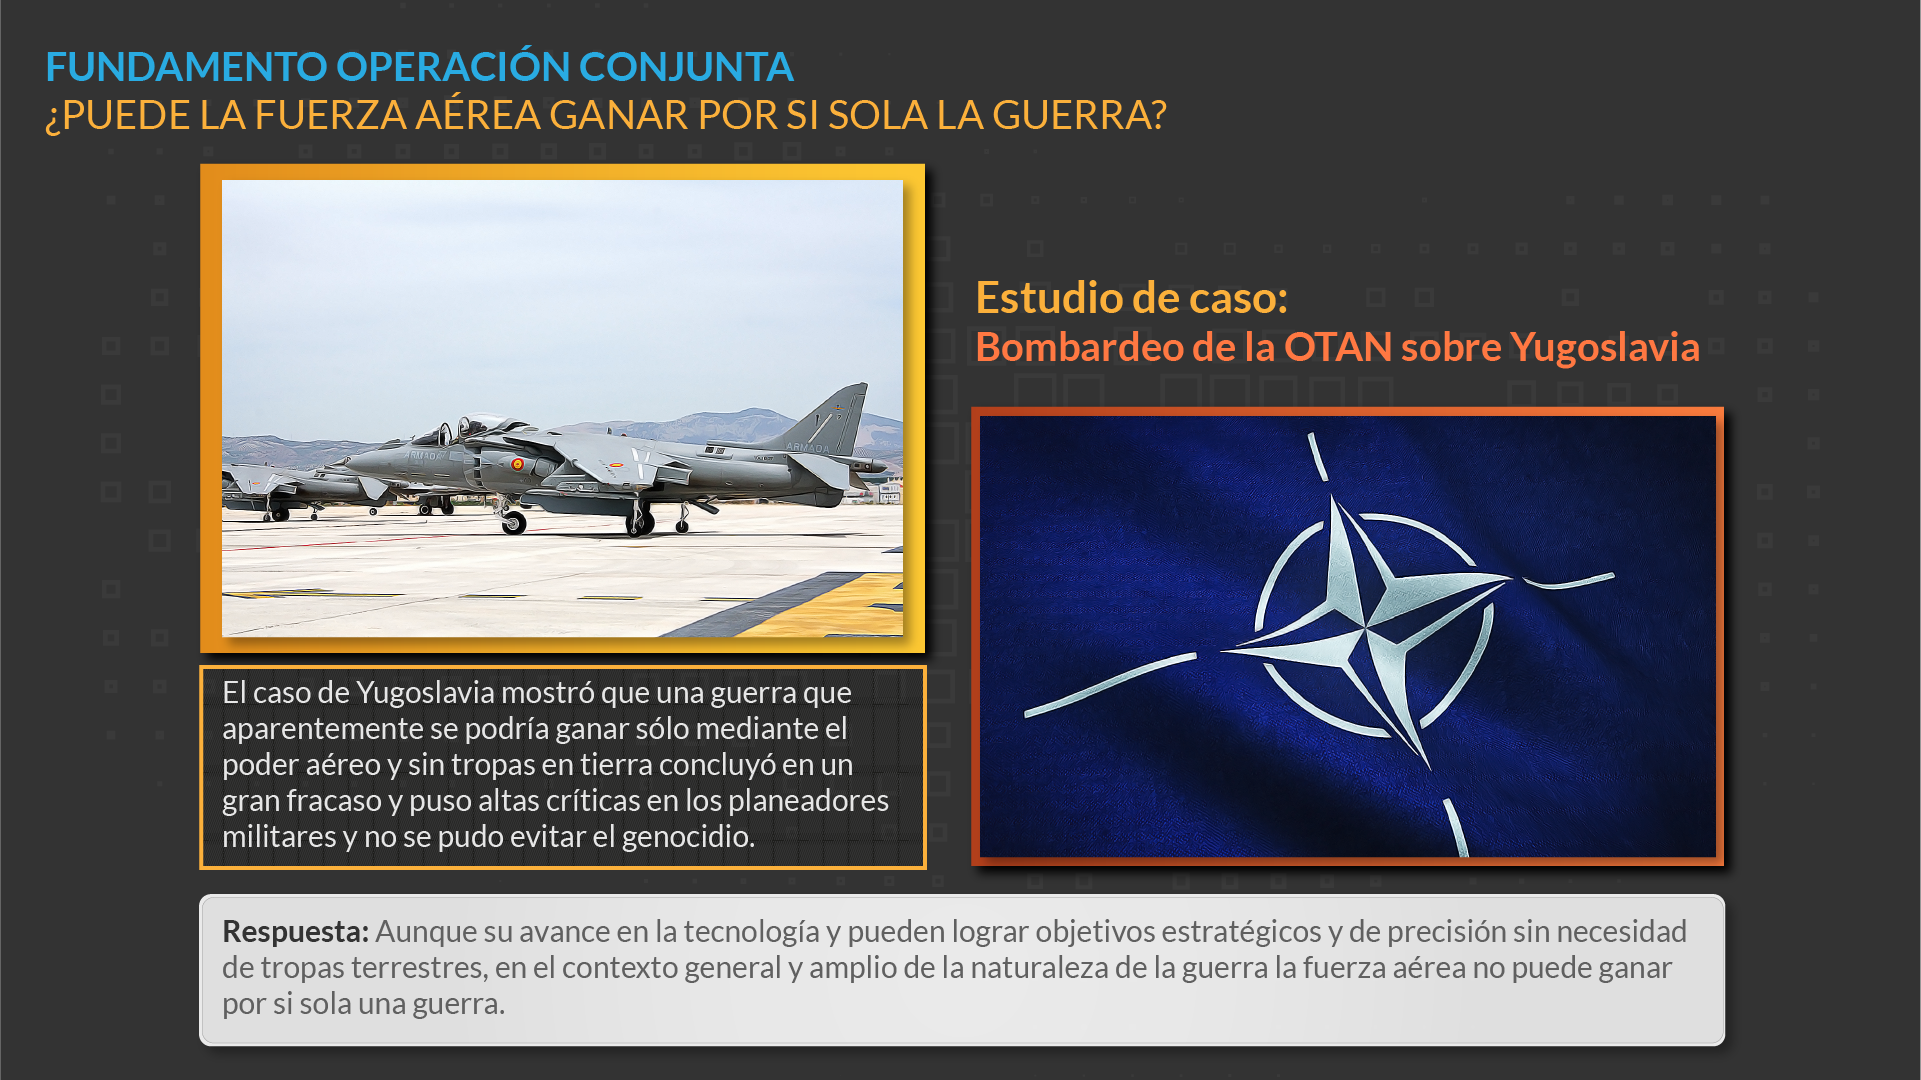 FUNDAMENTO OPERACIÓN CONJUNTA
¿PUEDE LA FUERZA AÉREA GANAR POR SI SOLA LA GUERRA?
Estudio de caso:
Bombardeo de la OTAN sobre Yugoslavia
ARMADA
ARMADA
El caso de Yugoslavia mostró que una guerra que
aparentemente se podría ganar sólo mediante el
poder aéreo y sin tropas en tierra concluyó en un
gran fracaso y puso altas críticas en los planeadores
militares y no se pudo evitar el genocidio.
Respuesta: Aunque su avance en la tecnología y pueden lograr objetivos estratégicos y de precisión sin necesidad
de tropas terrestres, en el contexto general y amplio de la naturaleza de la guerra la fuerza aérea no puede ganar
por si sola una guerra.